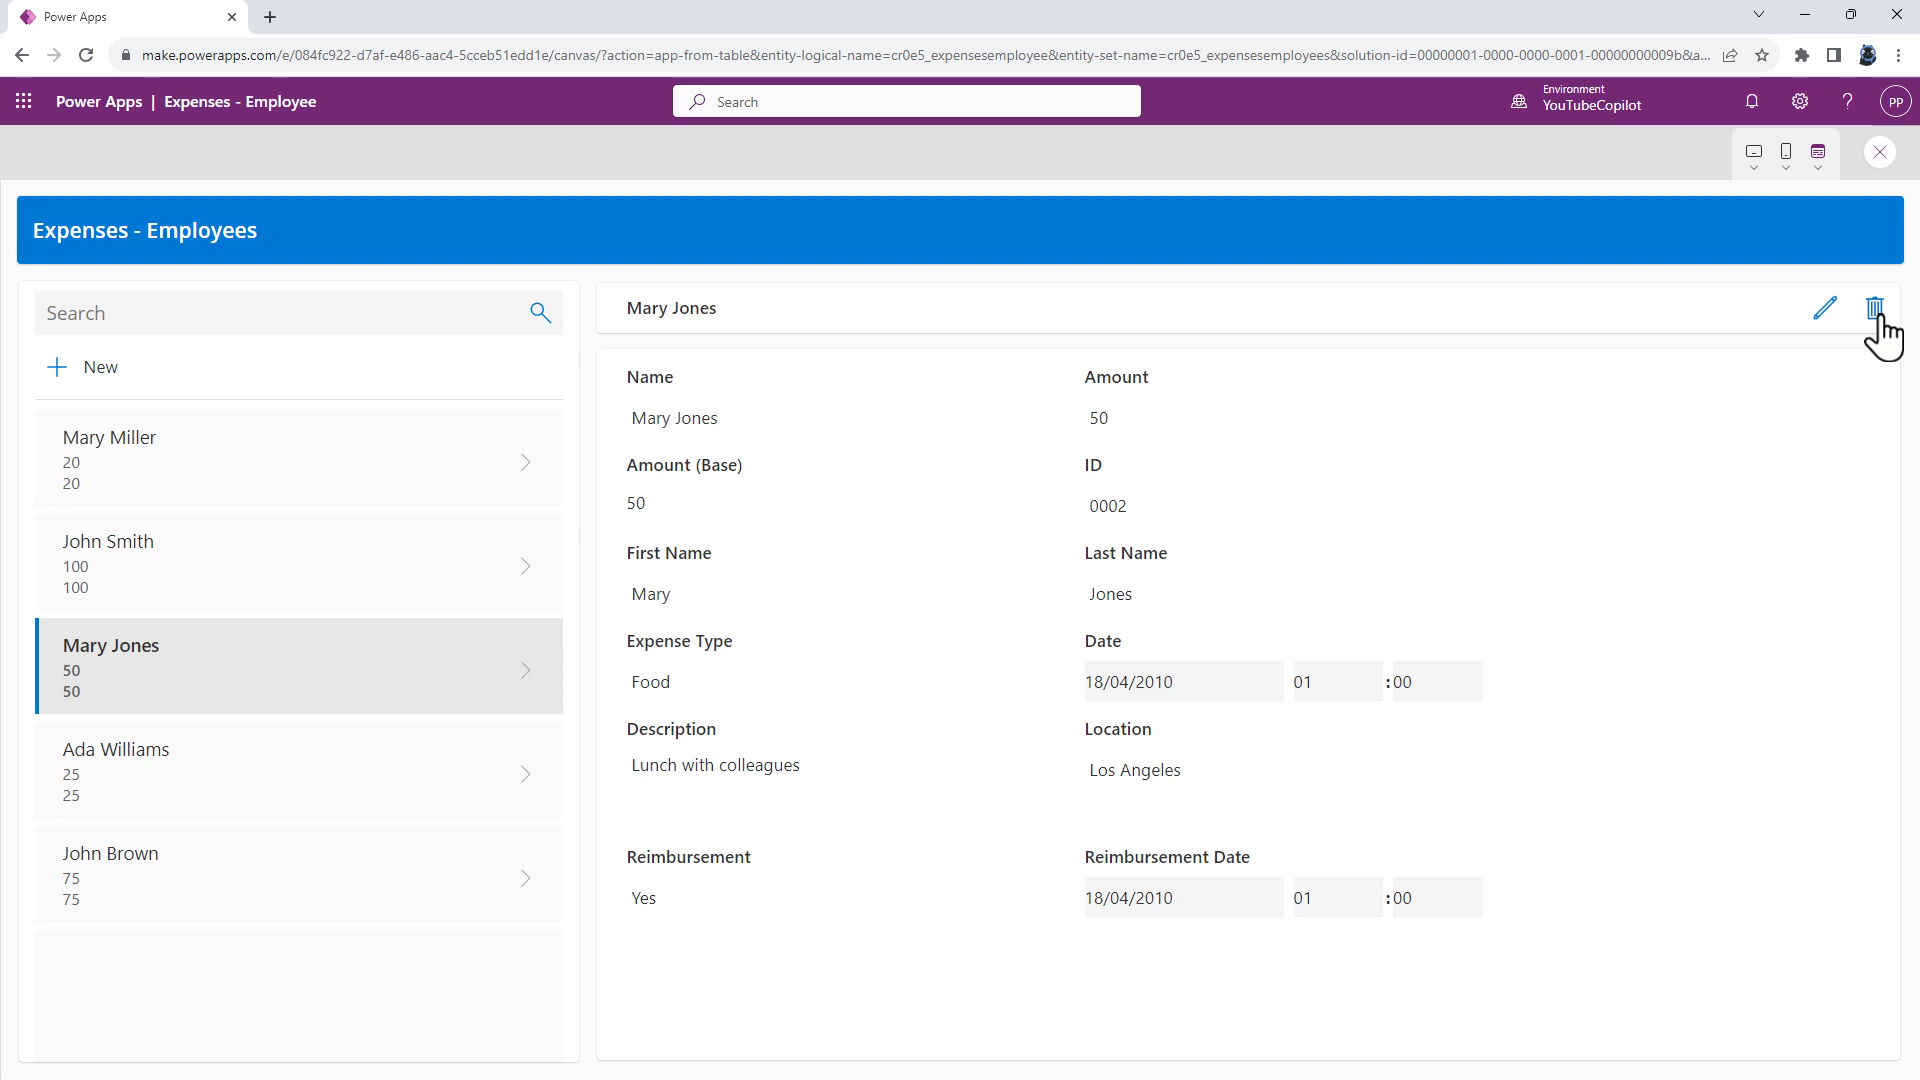 Power Apps
make.powerapps.com/e/084fc922-d7af-e486-aac4-5cceb51edd1e/canvas/?action=app-from-table&entity-logical-name=cr0e5_expensesemployee&entity-set-name=cr0e5_expensesemployees&solution-id=00000001-0000-0000-0001-00000000009b&a...
Power Apps | Expenses - Employee
Search
Environment
YouTubeCopilot
?
PP
Expenses - Employees
Search
New
Mary Miller
20
20
John Smith
100
100
Mary Jones
50
50
Ada Williams
25
25
John Brown
75
75
Mary Jones
Name
Amount
Mary Jones
50
Amount (Base)
ID
50
0002
First Name
Last Name
Mary
Jones
Expense Type
Date
Food
18/04/2010 01 :00
Description
Location
Lunch with colleagues
Los Angeles
Reimbursement
Reimbursement Date
Yes
18/04/2010 01 :00